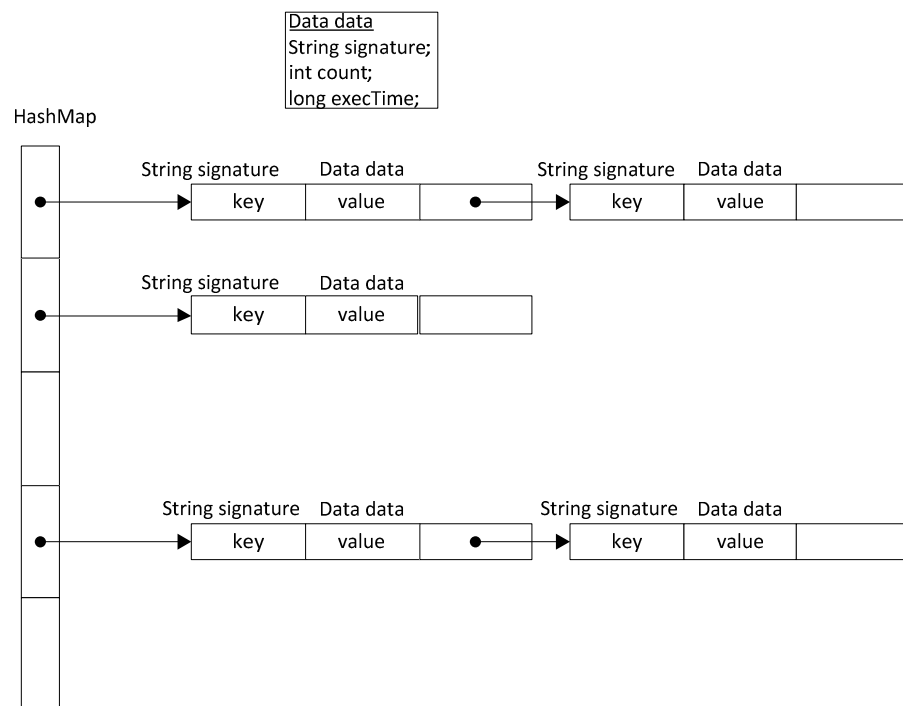 Data data
String signature;
int count;
long execTime;
HashMap
String signature Data data String signature Data data
key value key value
String signature Data data
key value
String signature Data data String signature Data data
key value key value